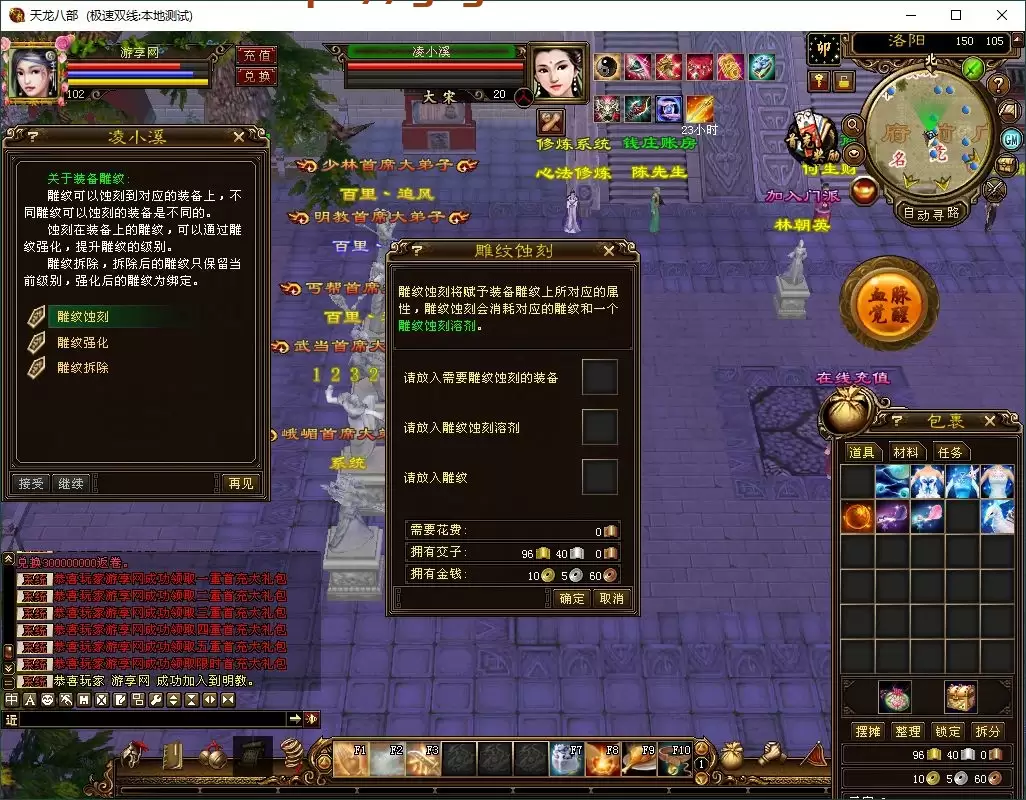 天龙八部 (极速双线:本地测试)
游享网
充值
兑换
102
凌小溪
大宋 20
23小时
卯
洛阳 150 105
北
GM
自动寻路
修炼系统
钱庄账房
心法修炼
陈先生
加入门派
林朝英
血脉
觉醒
在线充值
少林首席大弟子
百里·追风
明教首席大弟子
百里·
丐帮首席
百里·
武当首席大
1232
峨嵋首席大弟
系统
? 凌小溪
关于装备雕纹:
雕纹可以蚀刻到对应的装备上，不
同雕纹可以蚀刻的装备是不同的。
蚀刻在装备上的雕纹，可以通过雕
纹强化，提升雕纹的级别。
雕纹拆除，拆除后的雕纹只保留当
前级别，强化后的雕纹为绑定。
雕纹蚀刻
雕纹强化
雕纹拆除
接受 继续 再见
? 雕纹蚀刻
雕纹蚀刻将赋予装备雕纹上所对应的属
性，雕纹蚀刻会消耗对应的雕纹和一个
雕纹蚀刻溶剂。
请放入需要雕纹蚀刻的装备
请放入雕纹蚀刻溶剂
请放入雕纹
需要花费: 0
拥有交子: 96 40 0
拥有金钱: 10 5 60
确定 取消
? 包裹
道具 材料 任务
摆摊 整理 锁定 拆分
96 40 0
10 5 60
兑换300000000返卷。
系统 恭喜玩家游享网成功领取一重首充大礼包
系统 恭喜玩家游享网成功领取二重首充大礼包
系统 恭喜玩家游享网成功领取三重首充大礼包
系统 恭喜玩家游享网成功领取四重首充大礼包
系统 恭喜玩家游享网成功领取五重首充大礼包
系统 恭喜玩家游享网成功领取限时首充大礼包
系统 恭喜玩家 游享网 成功加入到明教。
近
F1 F2 F3 F7 F8 F9 F10 1